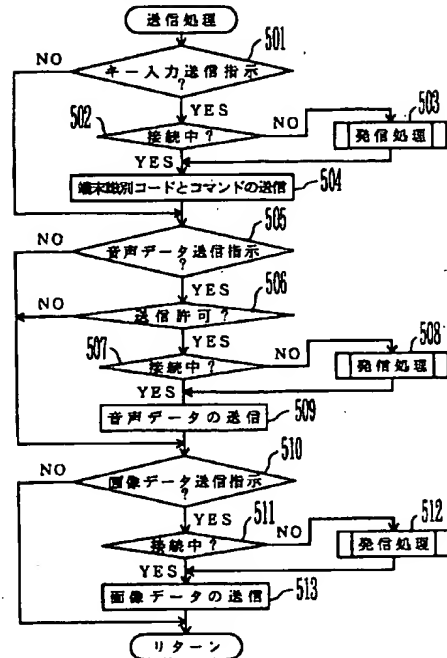 送信処理
501
NO
キー入力送信指示
?
YES
502
接続中?
NO
503
発信処理
YES
端末識別コードとコマンドの送信
504
505
NO
音声データ送信指示
?
YES
506
NO
送信許可?
YES
507
接続中?
NO
508
発信処理
YES
音声データの送信
509
510
NO
画像データ送信指示
?
YES
511
接続中?
NO
512
発信処理
YES
画像データの送信
513
リターン